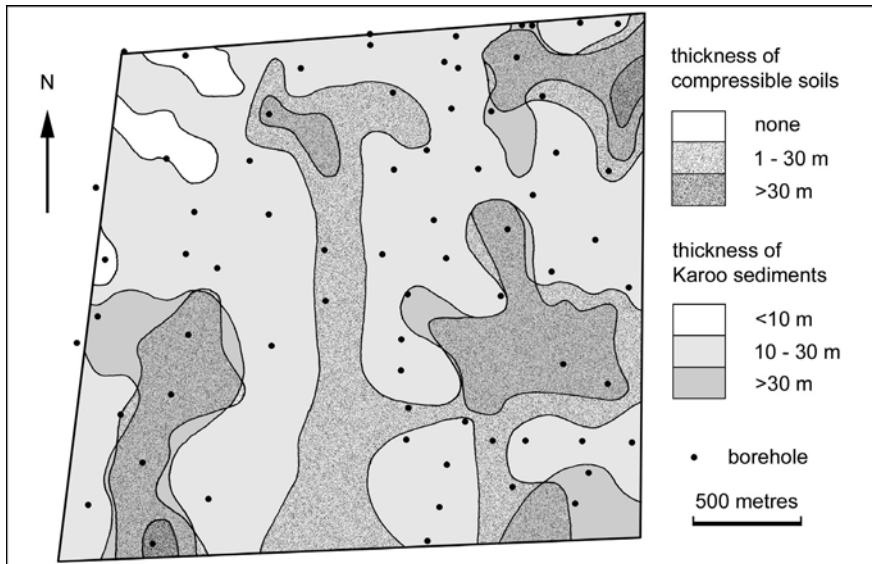 N
thickness of
compressible soils
none
1 - 30 m
>30 m
thickness of
Karoo sediments
<10 m
10 - 30 m
>30 m
borehole
500 metres